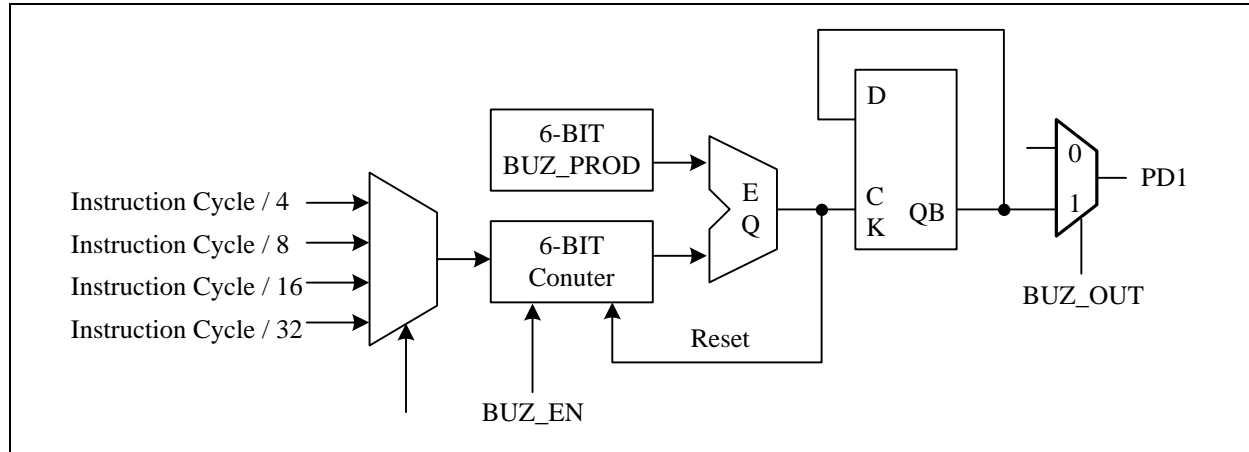 Instruction Cycle / 4
Instruction Cycle / 8
Instruction Cycle / 16
Instruction Cycle / 32
6-BIT
BUZ_PROD
6-BIT
Conuter
BUZ_EN
Reset
E
Q
D
C
K
QB
0
1
PD1
BUZ_OUT